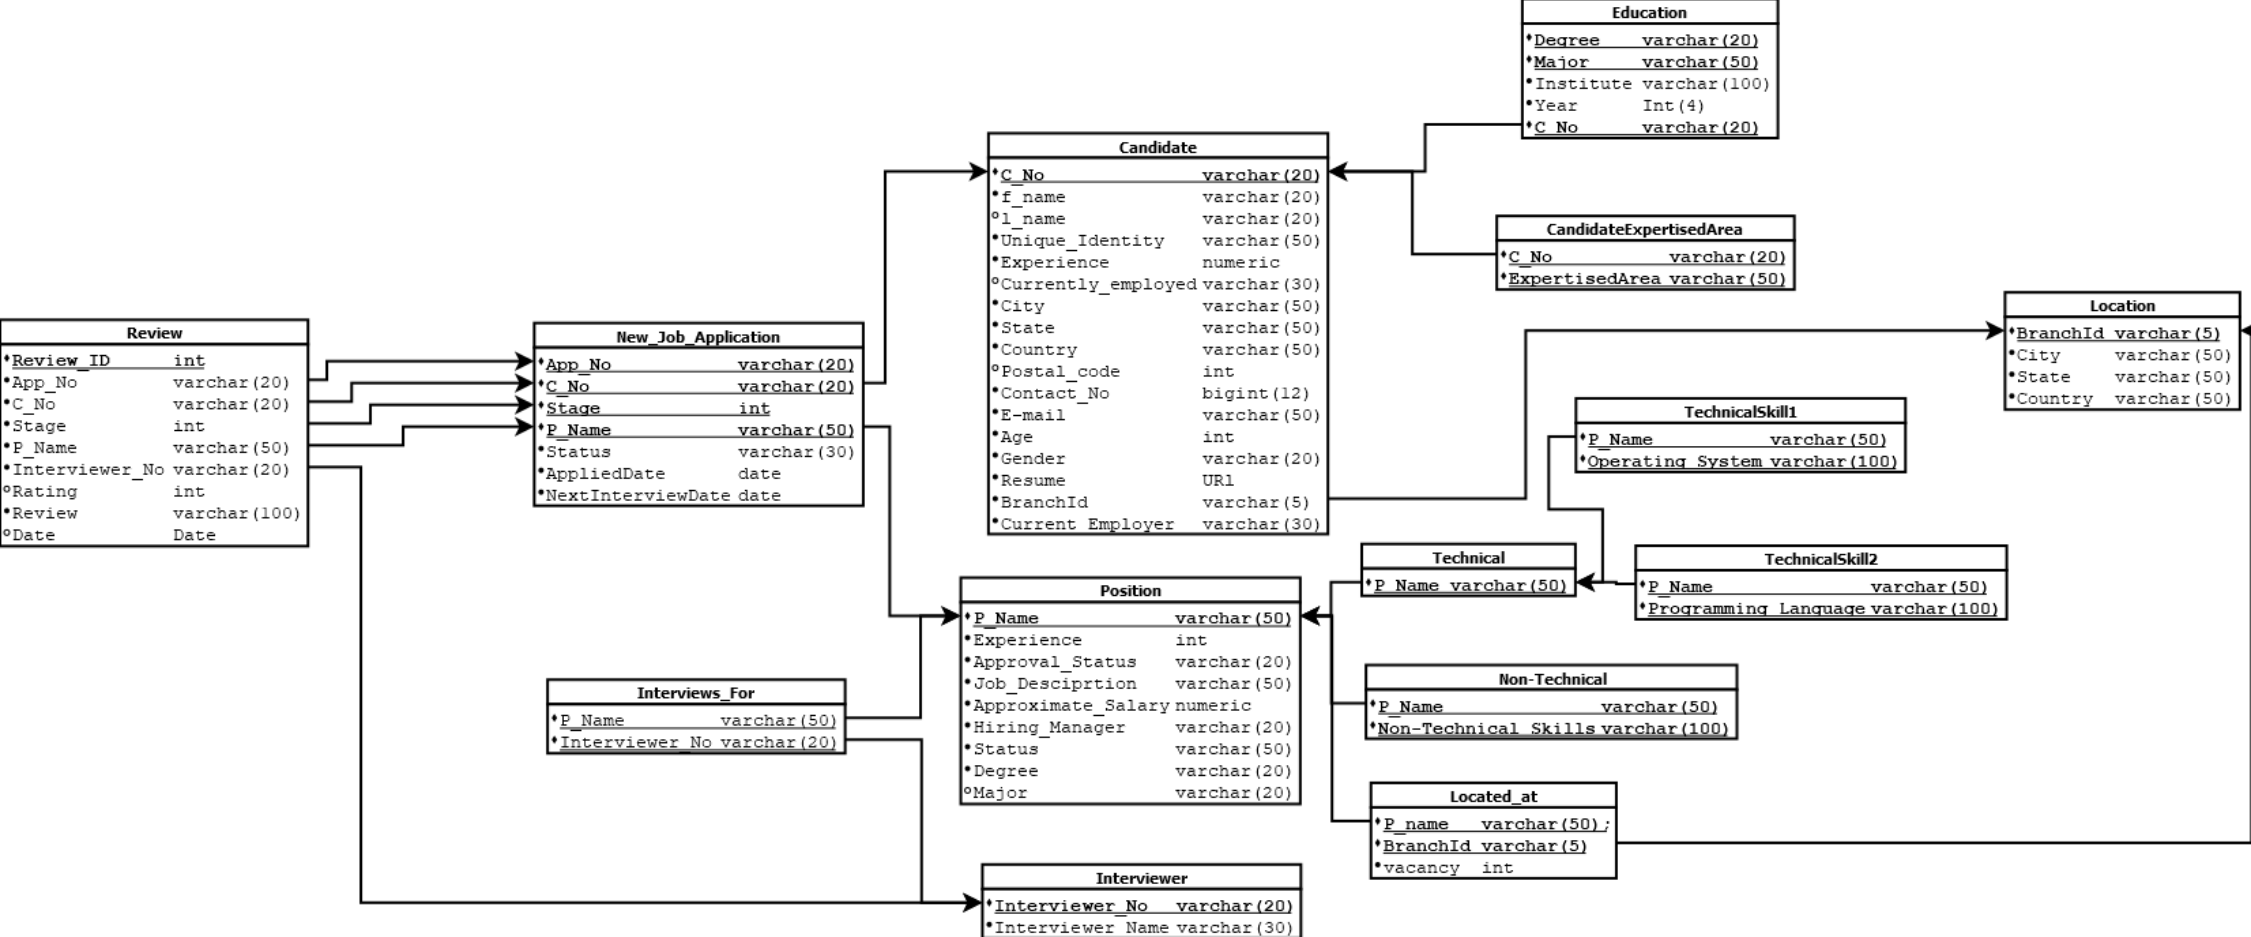 Education
Degree varchar(20)
Major varchar(50)
Institute varchar(100)
Year Int(4)
C_No varchar(20)
Candidate
C_No varchar(20)
f_name varchar(20)
l_name varchar(20)
Unique_Identity varchar(50)
Experience numeric
Currently_employed varchar(30)
City varchar(50)
State varchar(50)
Country varchar(50)
Postal_code int
Contact_No bigint(12)
E-mail varchar(50)
Age int
Gender varchar(20)
Resume URl
BranchId varchar(5)
Current_Employer varchar(30)
CandidateExpertisedArea
C_No varchar(20)
ExpertisedArea varchar(50)
Location
BranchId varchar(5)
City varchar(50)
State varchar(50)
Country varchar(50)
Review
Review_ID int
App_No varchar(20)
C_No varchar(20)
Stage int
P_Name varchar(50)
Interviewer_No varchar(20)
Rating int
Review varchar(100)
Date Date
New_Job_Application
App_No varchar(20)
C_No varchar(20)
Stage int
P_Name varchar(50)
Status varchar(30)
AppliedDate date
NextInterviewDate date
TechnicalSkill1
P_Name varchar(50)
Operating_System varchar(100)
Technical
P_Name varchar(50)
TechnicalSkill2
P_Name varchar(50)
Programming_Language varchar(100)
Position
P_Name varchar(50)
Experience int
Approval_Status varchar(20)
Job_Desciprtion varchar(50)
Approximate_Salary numeric
Hiring_Manager varchar(20)
Status varchar(50)
Degree varchar(20)
Major varchar(20)
Interviews_For
P_Name varchar(50)
Interviewer_No varchar(20)
Non-Technical
P_Name varchar(50)
Non-Technical_Skills varchar(100)
Located_at
P_name varchar(50);
BranchId varchar(5)
vacancy int
Interviewer
Interviewer_No varchar(20)
Interviewer_Name varchar(30)